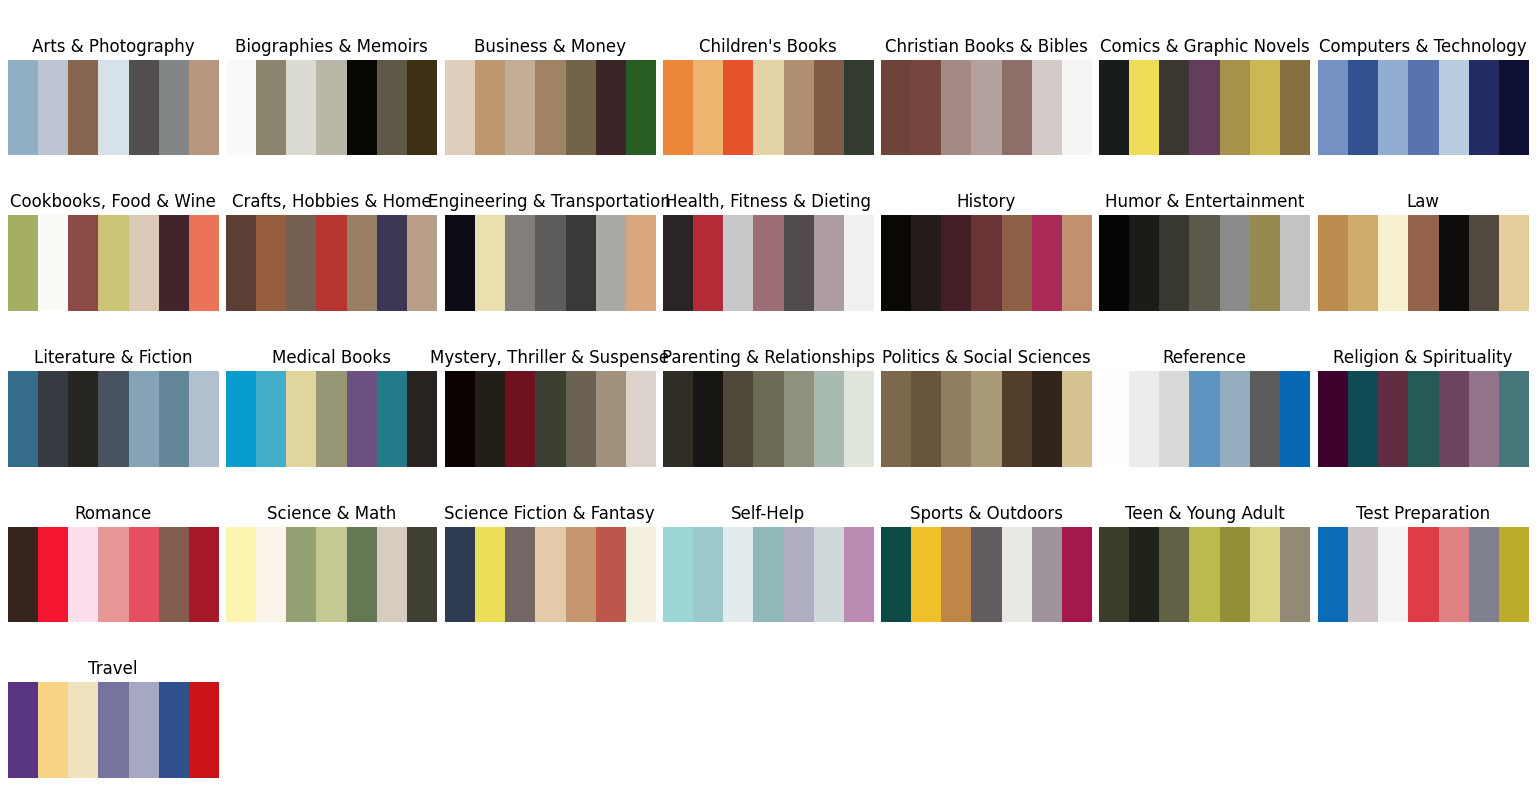 Arts & Photography
Biographies & Memoirs
Business & Money
Children's Books
Christian Books & Bibles
Comics & Graphic Novels
Computers & Technology
Cookbooks, Food & Wine
Crafts, Hobbies & Home
Engineering & Transportation
Health, Fitness & Dieting
History
Humor & Entertainment
Law
Literature & Fiction
Medical Books
Mystery, Thriller & Suspense
Parenting & Relationships
Politics & Social Sciences
Reference
Religion & Spirituality
Romance
Science & Math
Science Fiction & Fantasy
Self-Help
Sports & Outdoors
Teen & Young Adult
Test Preparation
Travel